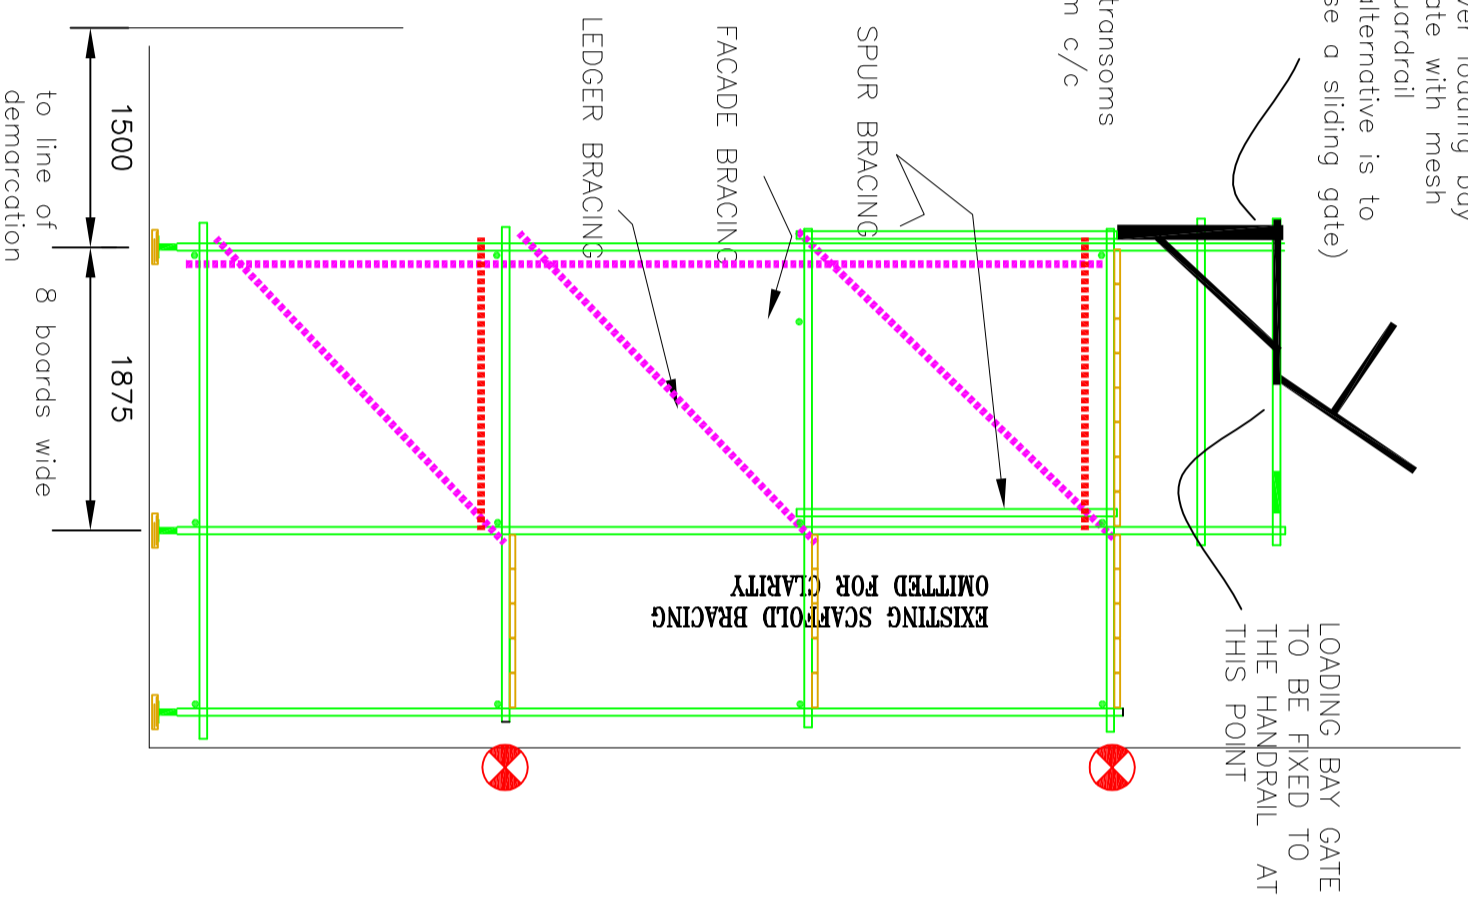 ver loading bay
ate with mesh
uardrail
alternative is to
se a sliding gate)
transoms
m c/c
SPUR BRACING
FACADE BRACING
LEDGER BRACING
1500
to line of
demarcation
1875
8 boards wide
EXISTING SCAFFOLD BRACING
OMITTED FOR CLARITY
LOADING BAY GATE
TO BE FIXED TO
THE HANDRAIL AT
THIS POINT